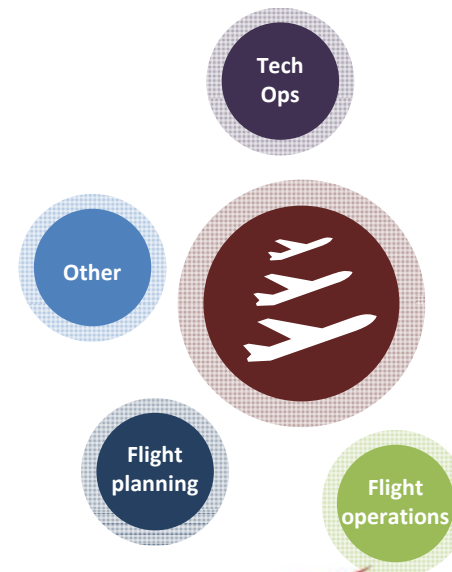 Tech
Ops
Other
Flight
planning
Flight
operations